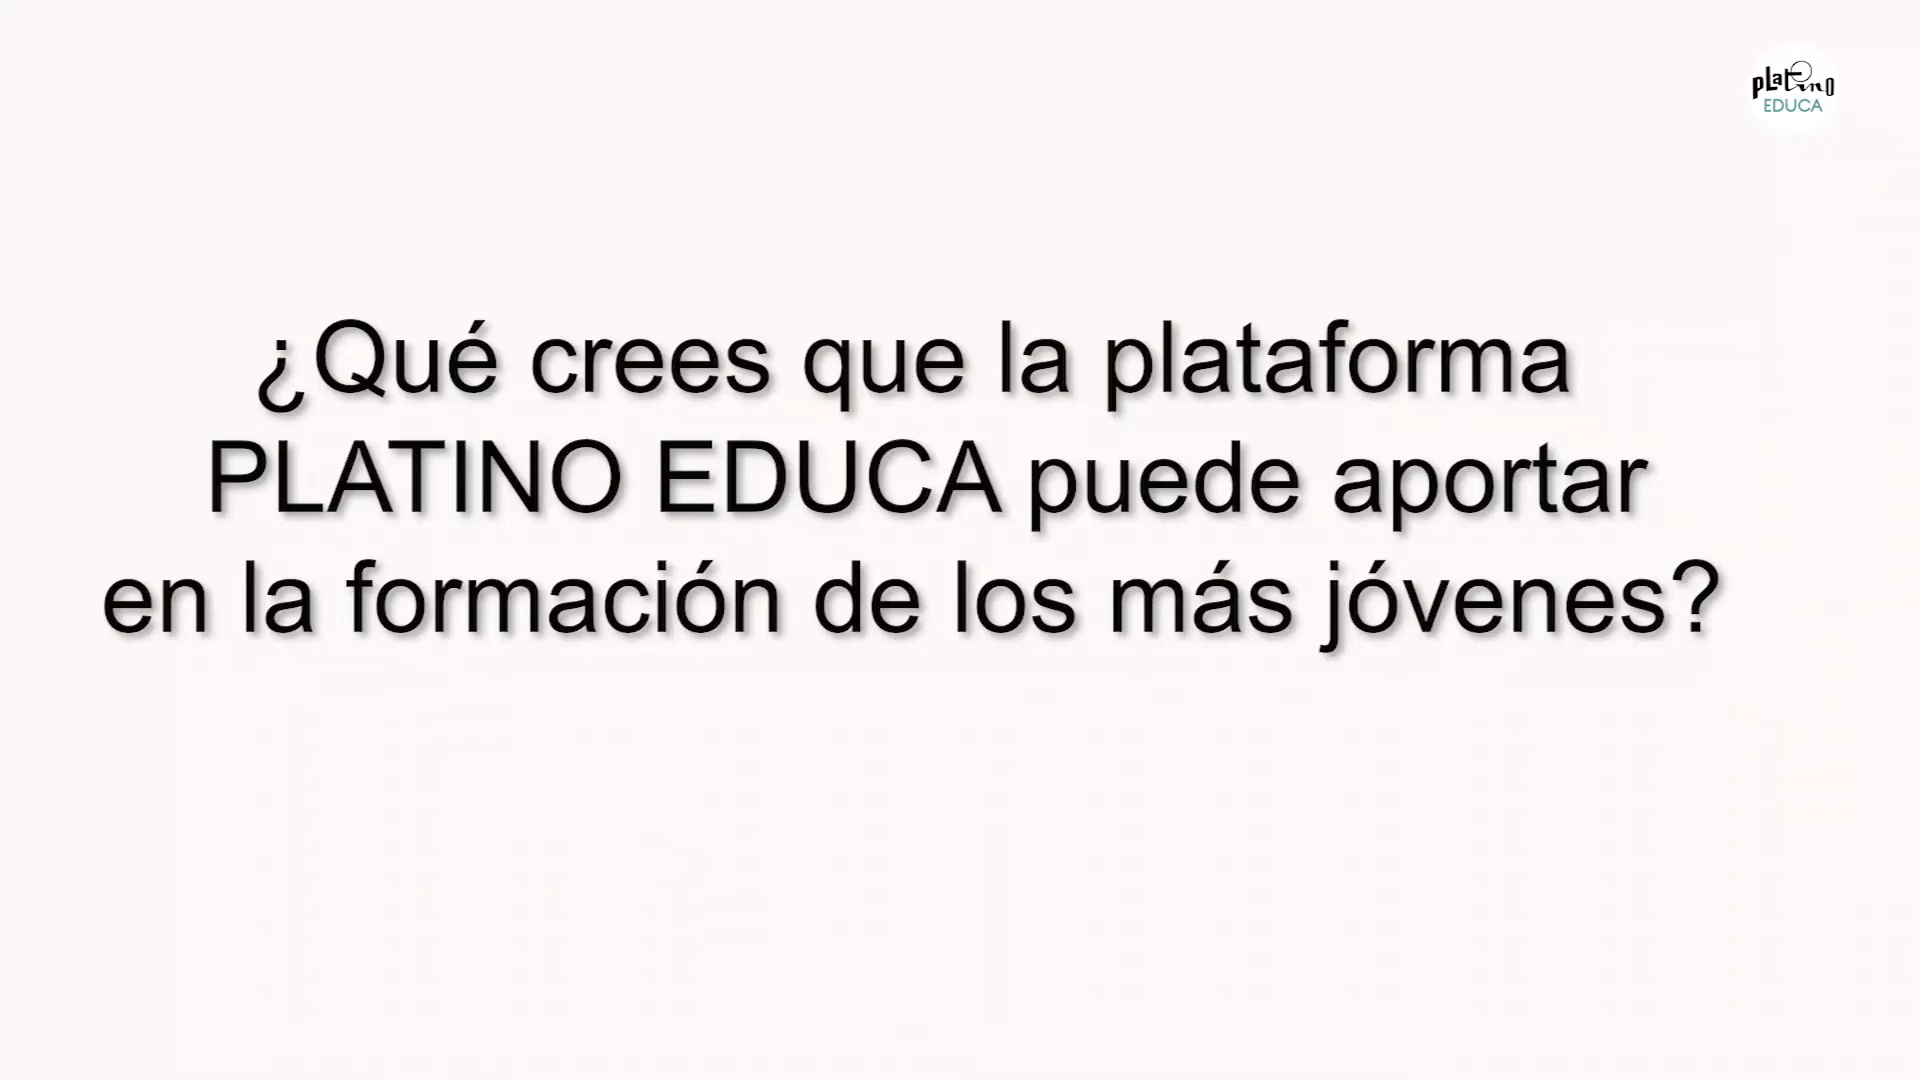 platino
EDUCA
¿Qué crees que la plataforma
PLATINO EDUCA puede aportar
en la formación de los más jóvenes?